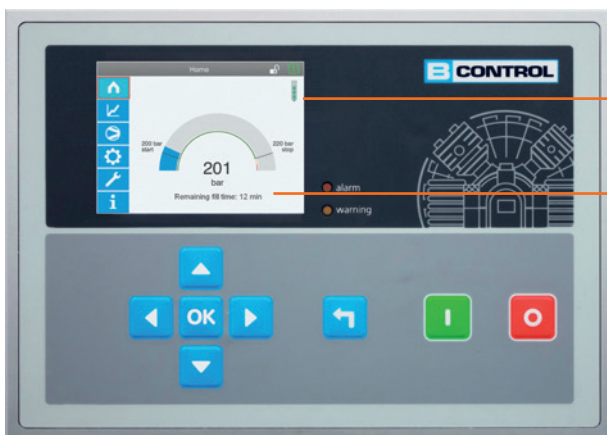 Home
B CONTROL
200 bar
start
220 bar
stop
201
bar
Remaining fill time: 12 min
i
alarm
warning
OK
I
O